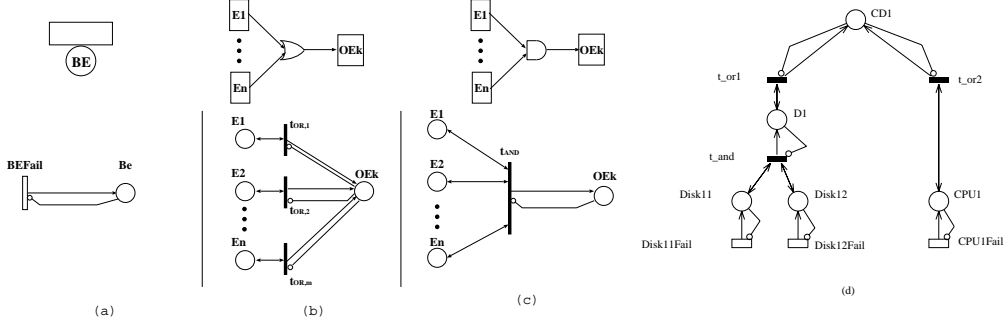 BE
BEFail
Be
(a)
E1
En
OEk
E1
tOR,1
E2
tOR,2
OEk
En
tOR,m
(b)
E1
En
OEk
E1
tAND
E2
OEk
En
(c)
CD1
t_or1
t_or2
D1
t_and
Disk11
Disk12
CPU1
Disk11Fail
Disk12Fail
CPU1Fail
(d)